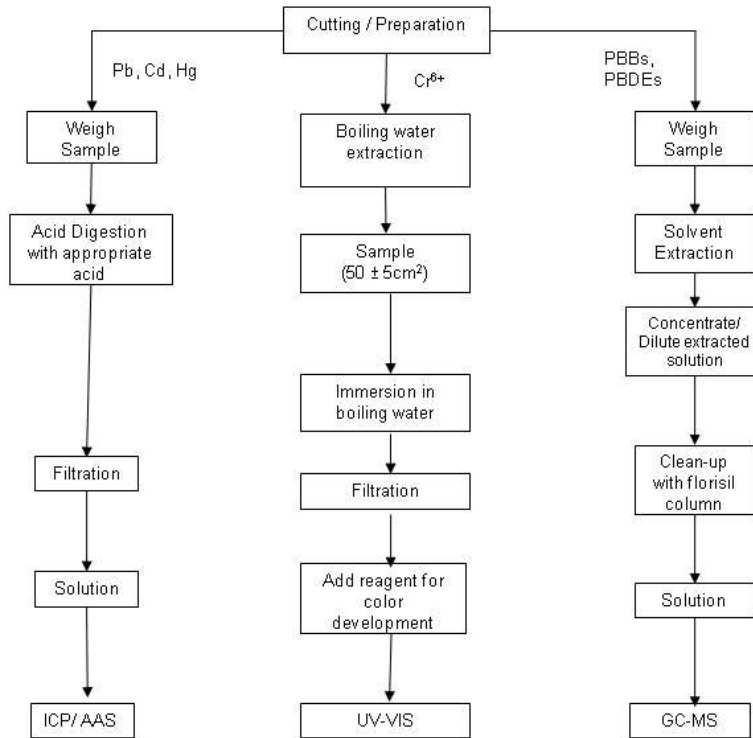 Cutting / Preparation
Pb, Cd, Hg
Weigh
Sample
Acid Digestion
with appropriate
acid
Filtration
Solution
ICP/ AAS
Cr6+
Boiling water
extraction
Sample
(50 ± 5cm²)
Immersion in
boiling water
Filtration
Add reagent for
color
development
UV-VIS
PBBs,
PBDEs
Weigh
Sample
Solvent
Extraction
Concentrate/
Dilute extracted
solution
Clean-up
with florisil
column
Solution
GC-MS